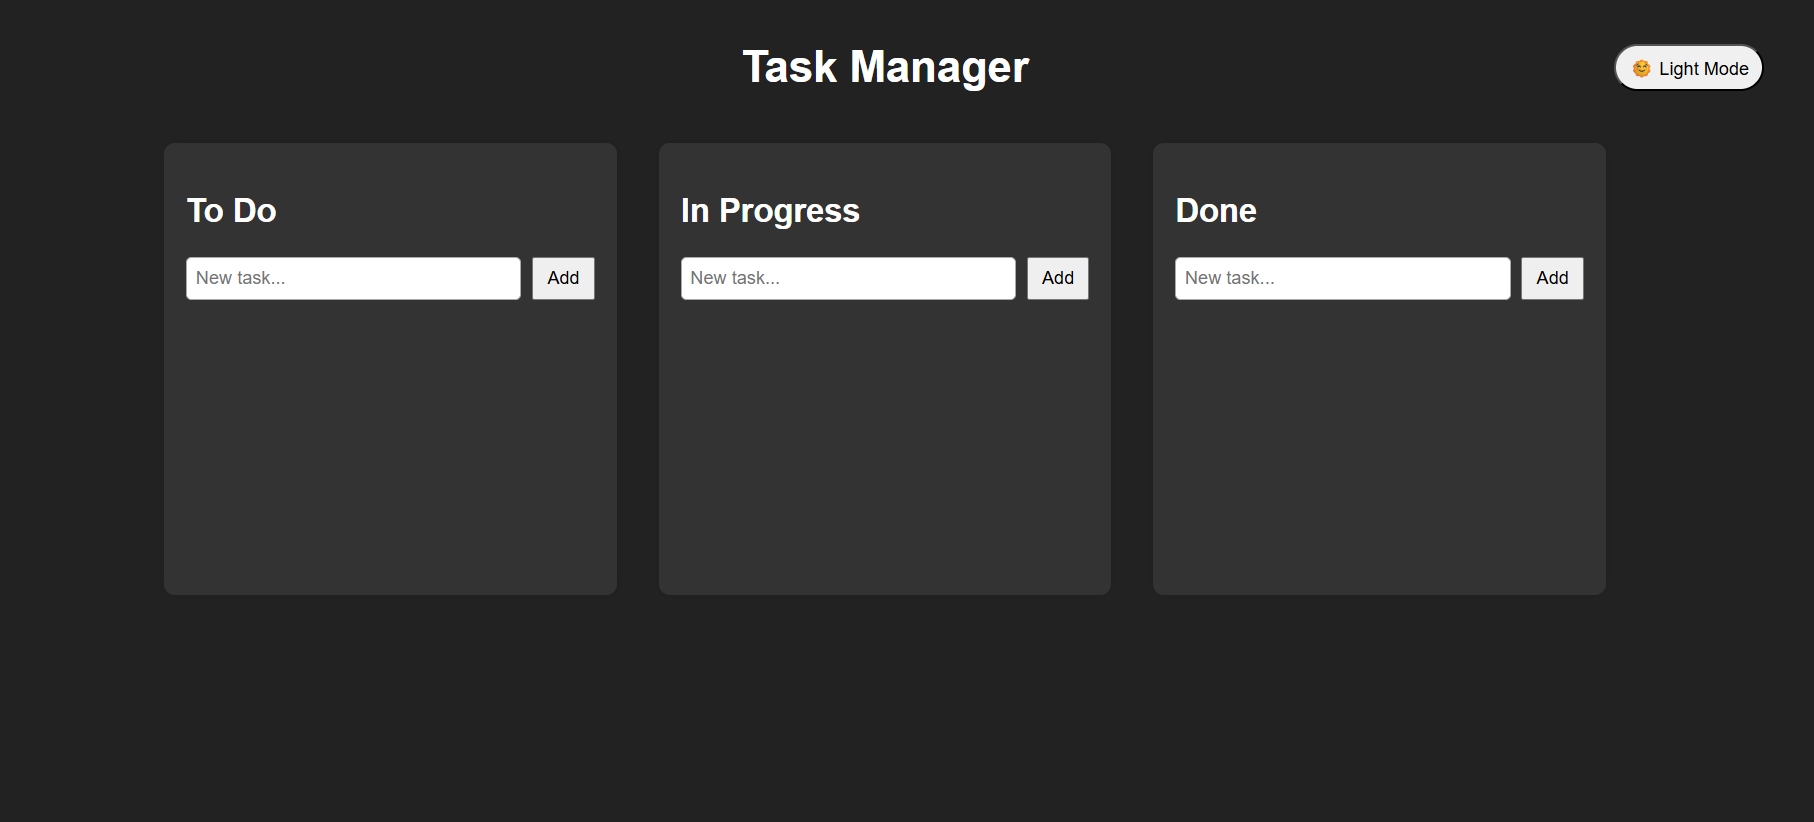 Task Manager
🌞 Light Mode
To Do
New task...
Add
In Progress
New task...
Add
Done
New task...
Add